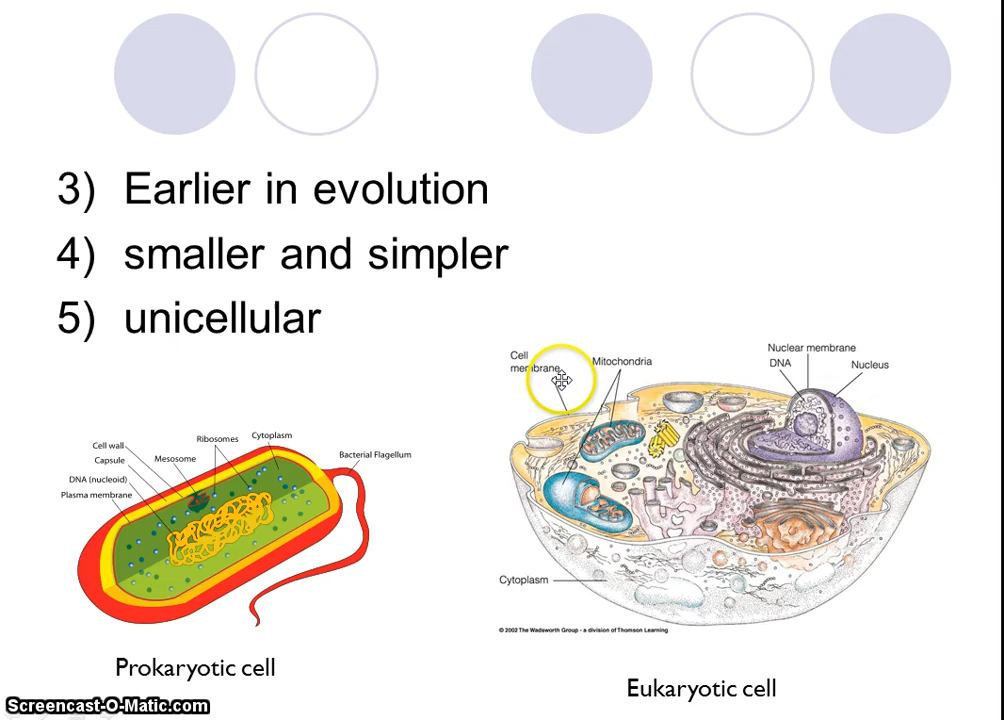 3) Earlier in evolution
4) smaller and simpler
5) unicellular
Cell wall
Capsule
DNA (nucleoid)
Plasma membrane
Mesosome
Ribosomes
Cytoplasm
Bacterial Flagellum
Prokaryotic cell
Cell
membrane
Mitochondria
Nuclear membrane
DNA
Nucleus
Cytoplasm
© 2002 The Wadsworth Group - a division of Thomson Learning
Eukaryotic cell
Screencast-O-Matic.com